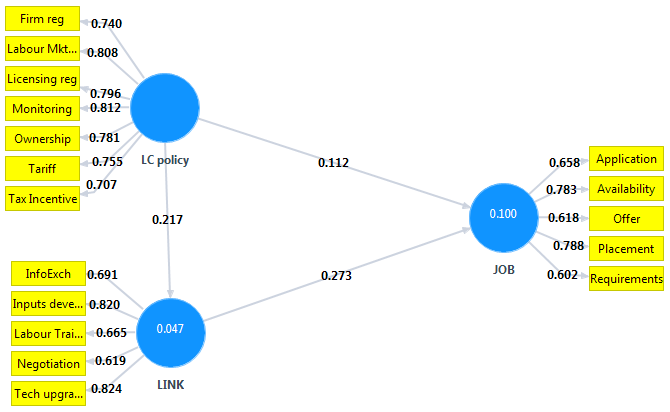 Firm reg
0.740
Labour Mkt...
0.808
Licensing reg
0.796
Monitoring
0.812
Ownership
0.781
Tariff
0.755
Tax Incentive
0.707
LC policy
0.112
0.217
0.273
InfoExch
0.691
Inputs deve...
0.820
Labour Trai...
0.665
Negotiation
0.619
Tech upgra...
0.824
0.047
LINK
0.100
JOB
0.658
Application
0.783
Availability
0.618
Offer
0.788
Placement
0.602
Requirements